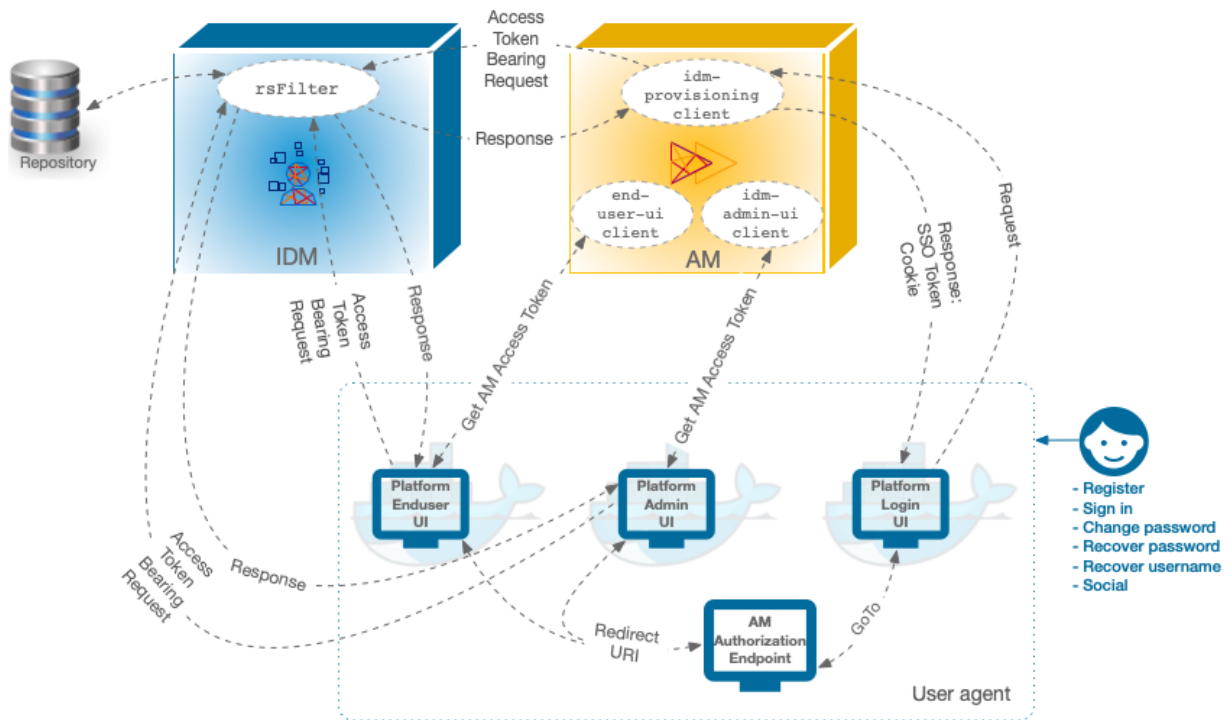 Access
Token
Bearing
Request
rsFilter
idm-
provisioning
client
Repository
Response
end-
user-ui
client
idm-
admin-ui
client
IDM
AM
Request
Response:
SSO Token
Cookie
Access
Token
Bearing
Request
Response
Get AM Access Token
Get AM Access Token
Platform
Enduser
UI
Platform
Admin
UI
Platform
Login
UI
- Register
- Sign in
- Change password
- Recover password
- Recover username
- Social
Access
Token
Bearing
Request
Response
Redirect
URI
AM
Authorization
Endpoint
GoTo
User agent